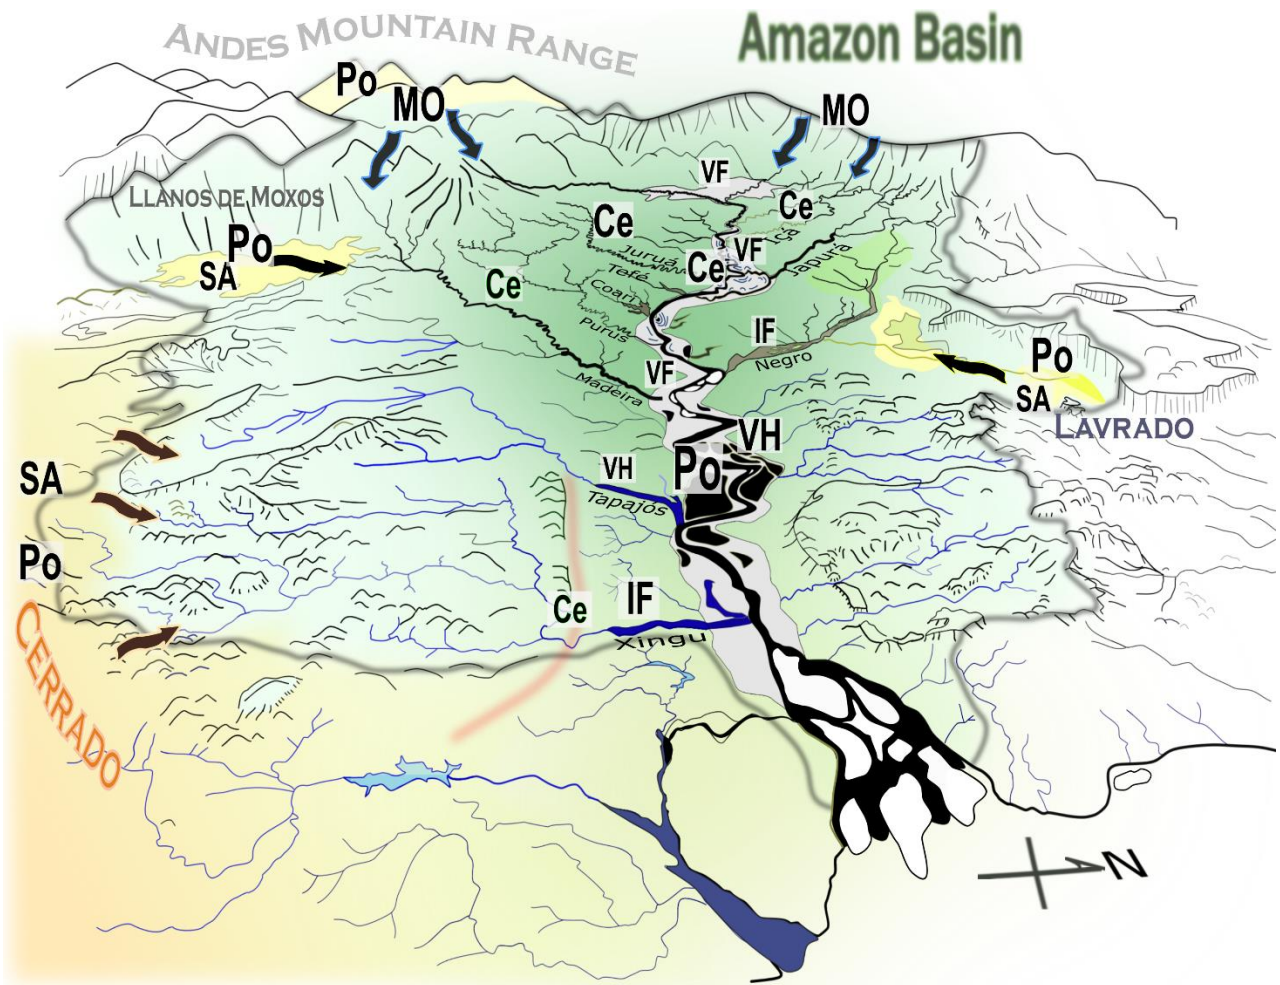 ANDES MOUNTAIN RANGE
Amazon Basin
Po
MO
MO
VF
LLANOS DE MOXOS
Ce
Ce
Po
SA
VF
Içá
Juruá
Ce
Japurá
Tefé
Ce
Coari
Purus
IF
Negro
Po
VF
Madeira
SA
LAVRADO
VH
Po
VH
SA
Tapajós
Po
Ce
IF
Xingu
CERRADO
N